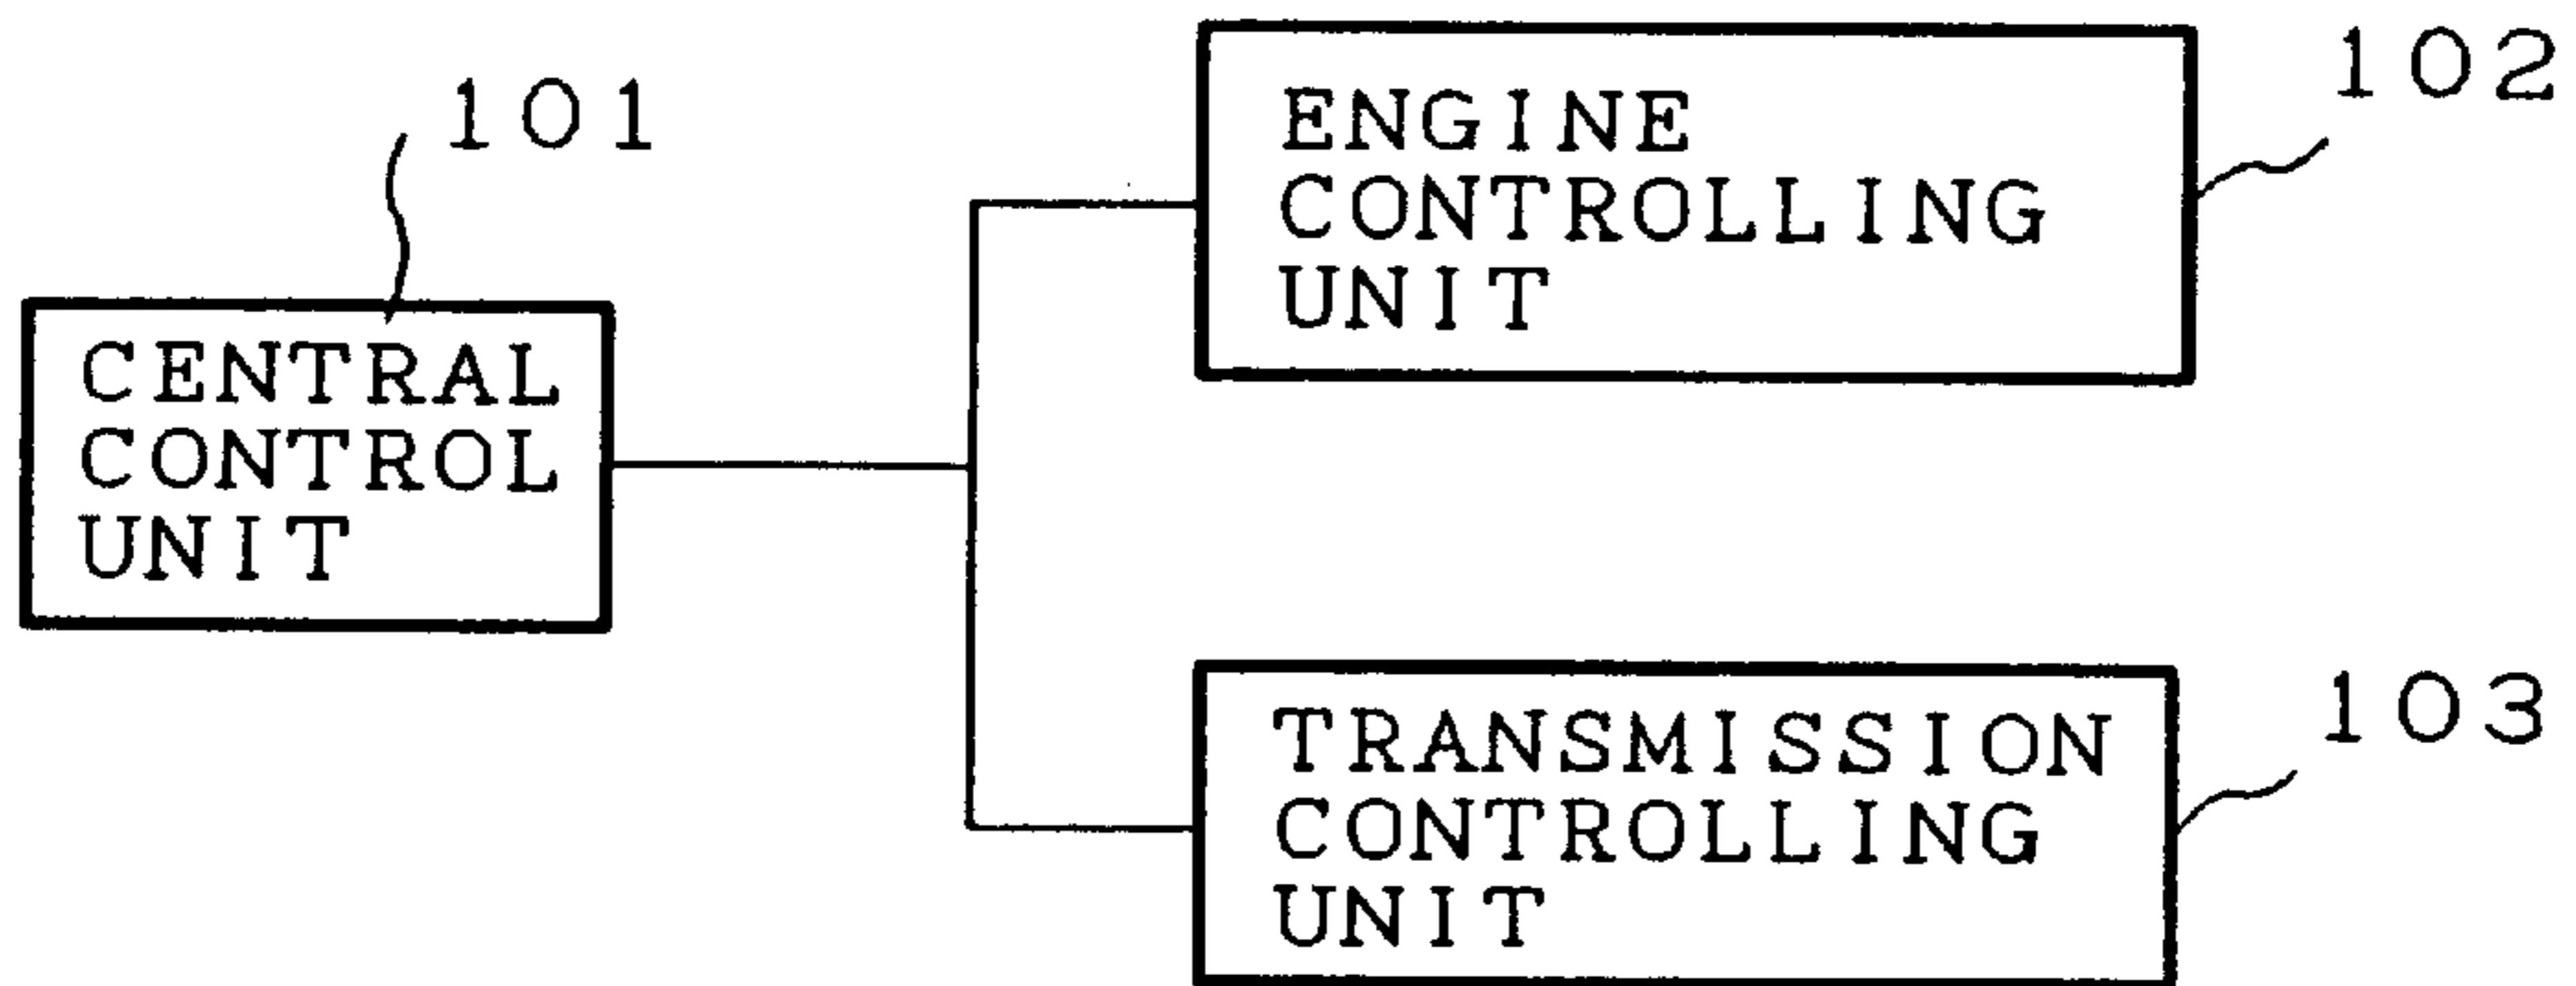 101
CENTRAL
CONTROL
UNIT
102
ENGINE
CONTROLLING
UNIT
103
TRANSMISSION
CONTROLLING
UNIT